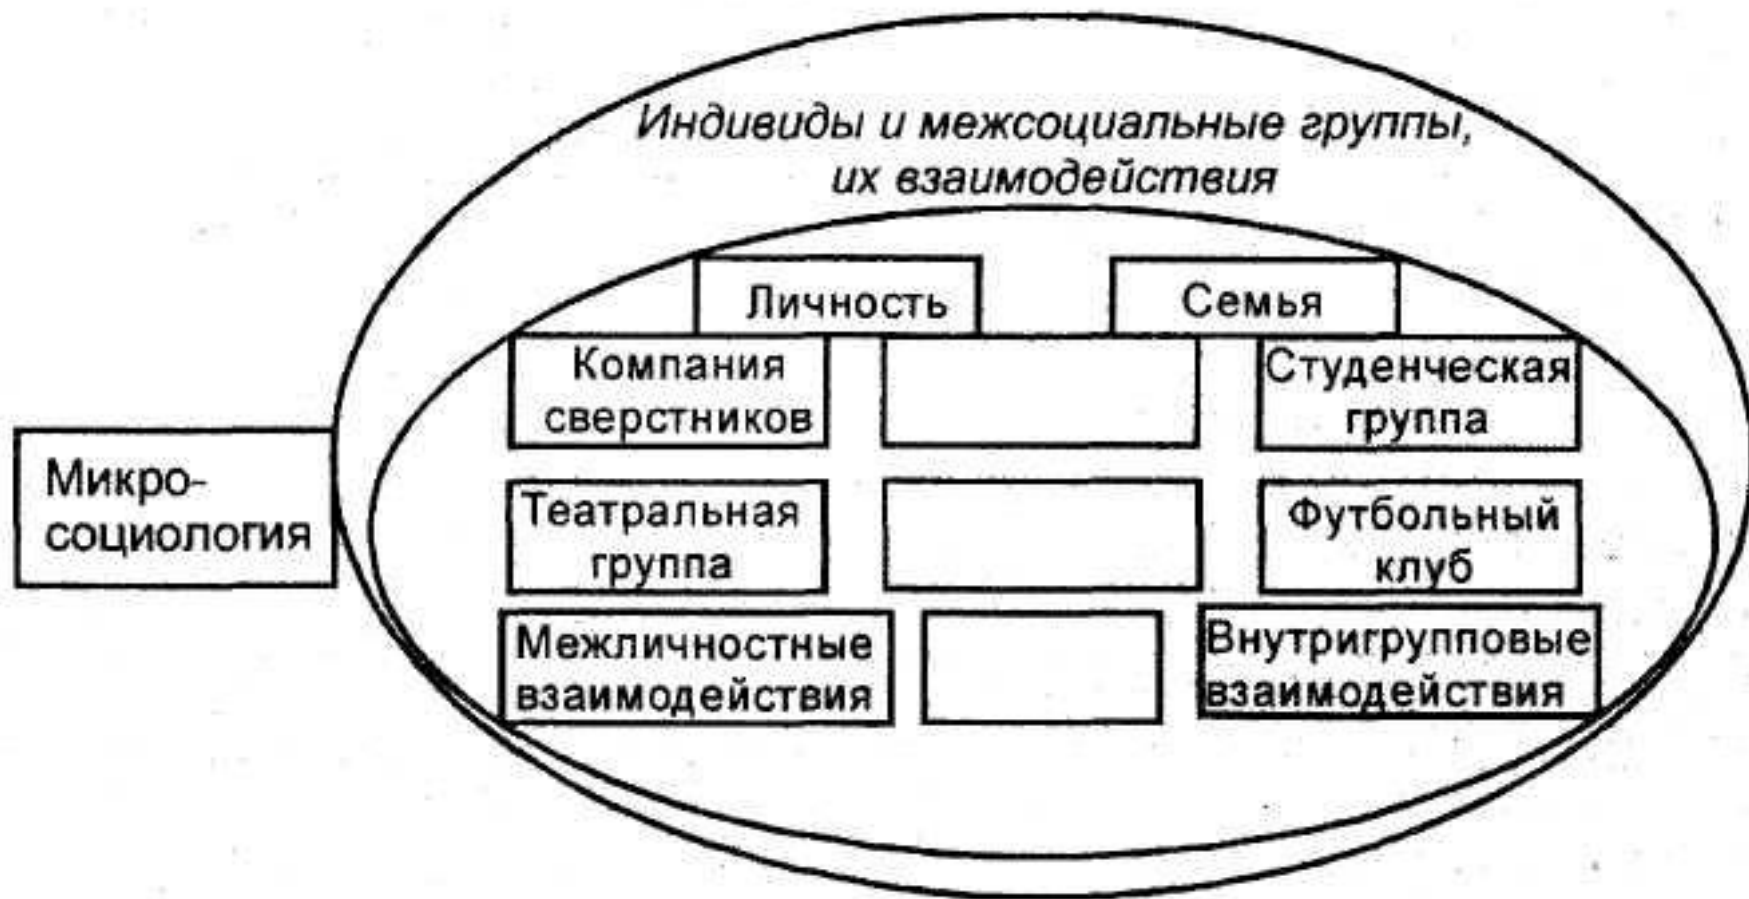 Индивиды и межсоциальные группы,
их взаимодействия
Личность
Семья
Компания
сверстников
Студенческая
группа
Микро-
социология
Театральная
группа
Футбольный
клуб
Межличностные
взаимодействия
Внутригрупповые
взаимодействия